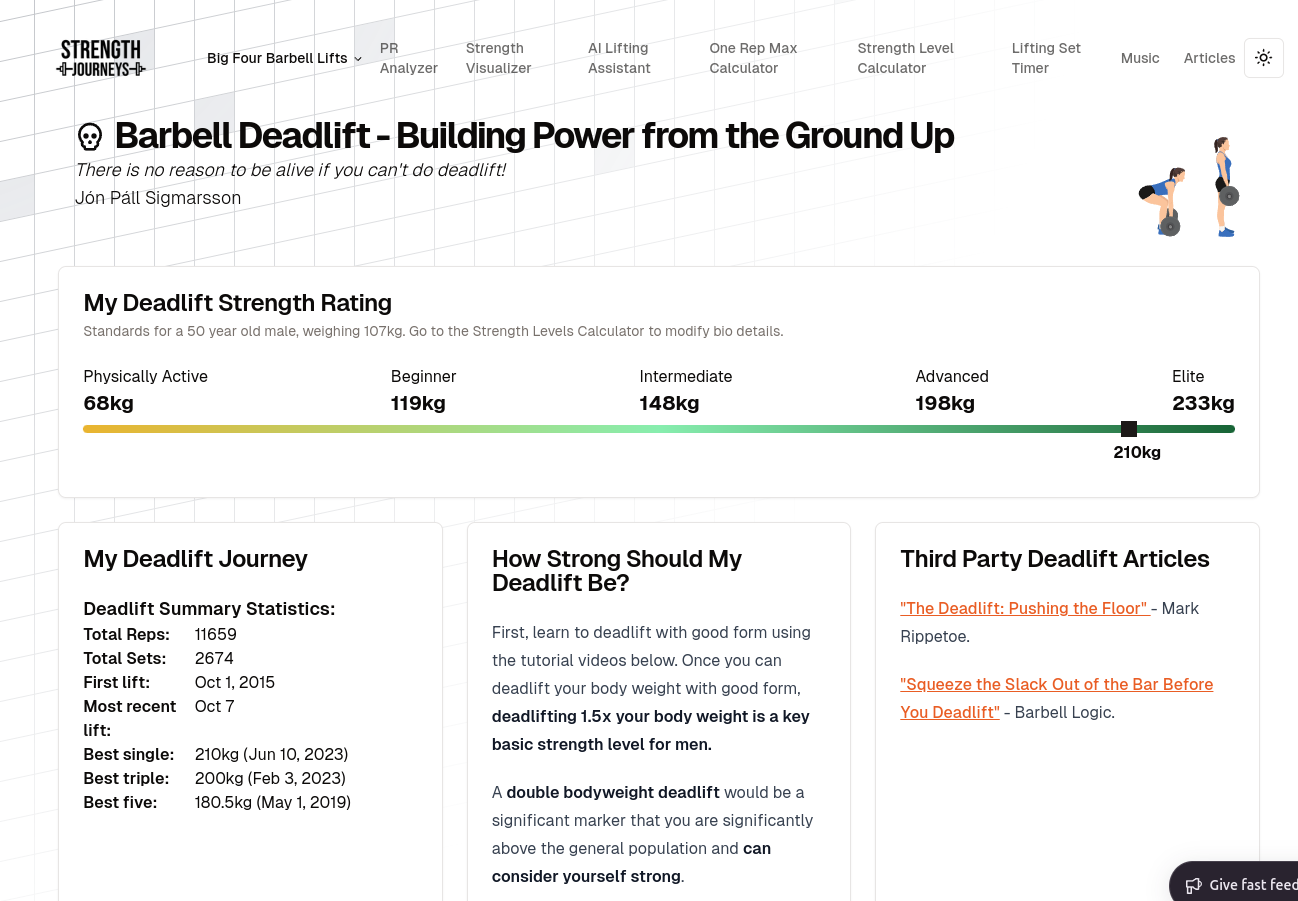 STRENGTH
JOURNEYS
Big Four Barbell Lifts
PR Analyzer
Strength Visualizer
AI Lifting Assistant
One Rep Max Calculator
Strength Level Calculator
Lifting Set Timer
Music
Articles
Barbell Deadlift - Building Power from the Ground Up
There is no reason to be alive if you can't do deadlift!
Jón Páll Sigmarsson
My Deadlift Strength Rating
Standards for a 50 year old male, weighing 107kg. Go to the Strength Levels Calculator to modify bio details.
Physically Active Beginner Intermediate Advanced Elite
68kg 119kg 148kg 198kg 233kg
210kg
My Deadlift Journey
Deadlift Summary Statistics:
Total Reps: 11659
Total Sets: 2674
First lift: Oct 1, 2015
Most recent Oct 7
lift:
Best single: 210kg (Jun 10, 2023)
Best triple: 200kg (Feb 3, 2023)
Best five: 180.5kg (May 1, 2019)
How Strong Should My
Deadlift Be?
First, learn to deadlift with good form using
the tutorial videos below. Once you can
deadlift your body weight with good form,
deadlifting 1.5x your body weight is a key
basic strength level for men.
A double bodyweight deadlift would be a
significant marker that you are significantly
above the general population and can
consider yourself strong.
Third Party Deadlift Articles
"The Deadlift: Pushing the Floor" - Mark
Rippetoe.
"Squeeze the Slack Out of the Bar Before
You Deadlift" - Barbell Logic.
Give fast feed